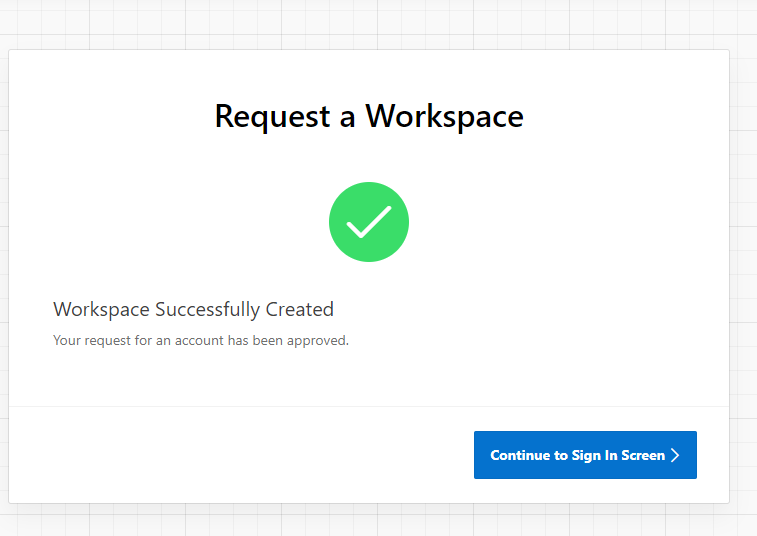 Request a Workspace
Workspace Successfully Created
Your request for an account has been approved.
Continue to Sign In Screen